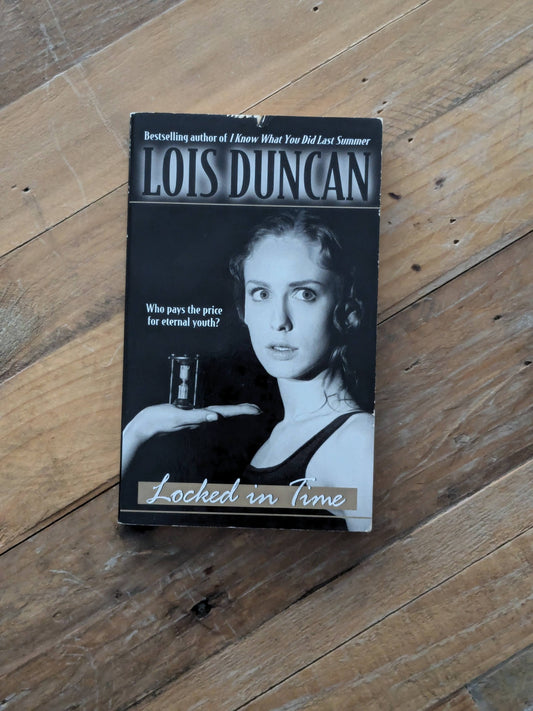 Bestselling author of I Know What You Did Last Summer
LOIS DUNCAN
Who pays the price
for eternal youth?
Locked in Time